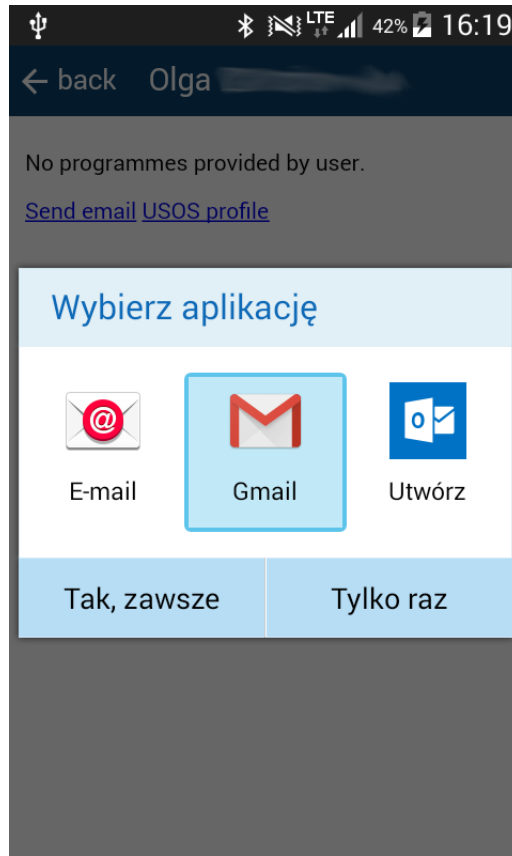 LTE 42% 16:19
back Olga
No programmes provided by user.
Send email USOS profile
Wybierz aplikację
E-mail Gmail Utwórz
Tak, zawsze Tylko raz